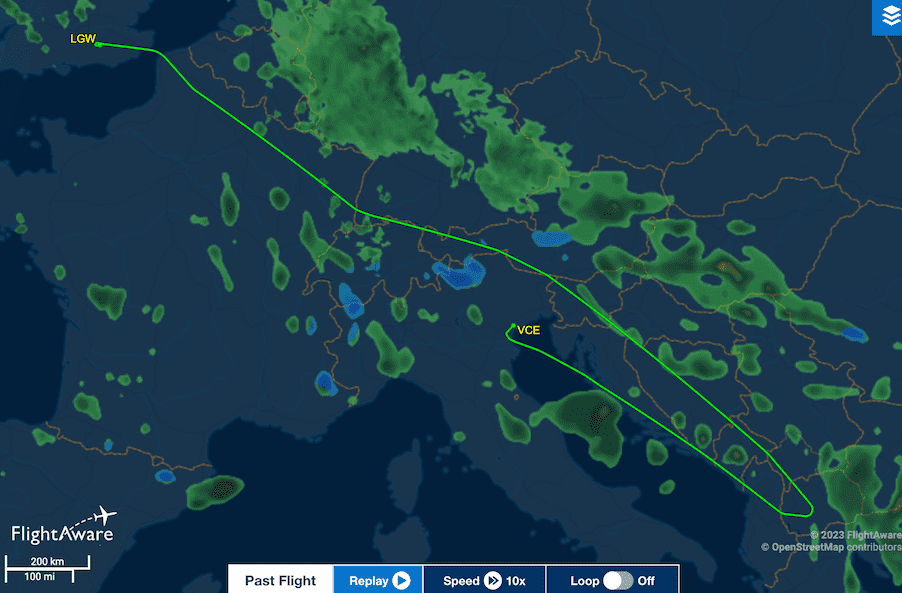 LGW
VCE
FlightAware
200 km
100 mi
© 2023 FlightAware
© OpenStreetMap contributors
Past Flight Replay Speed 10x Loop Off